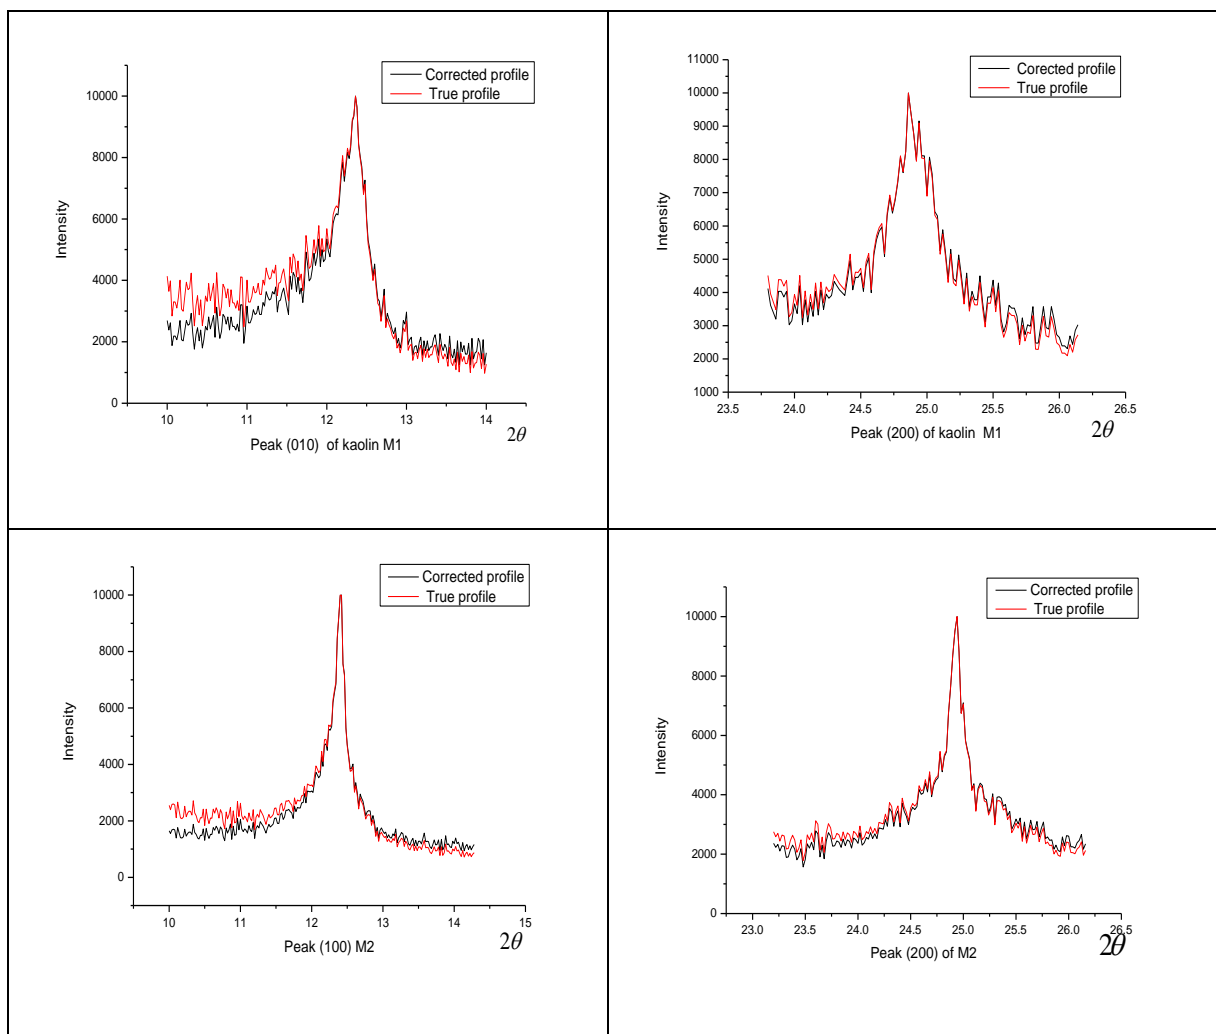 Corrected profile
True profile
10000
8000
6000
4000
2000
0
Intensity
10
11
12
13
14
2θ
Peak (010) of kaolin M1
Corected profile
True profile
11000
10000
9000
8000
7000
6000
5000
4000
3000
2000
1000
Intensity
23.5
24.0
24.5
25.0
25.5
26.0
26.5
Peak (200) of kaolin M1
2θ
Corrected profile
True profile
10000
8000
6000
4000
2000
0
Intensity
10
11
12
13
14
15
Peak (100) M2
2θ
Corrected profile
True profile
10000
8000
6000
4000
2000
0
Intensity
23.0
23.5
24.0
24.5
25.0
25.5
26.0
26.5
Peak (200) of M2
2θ